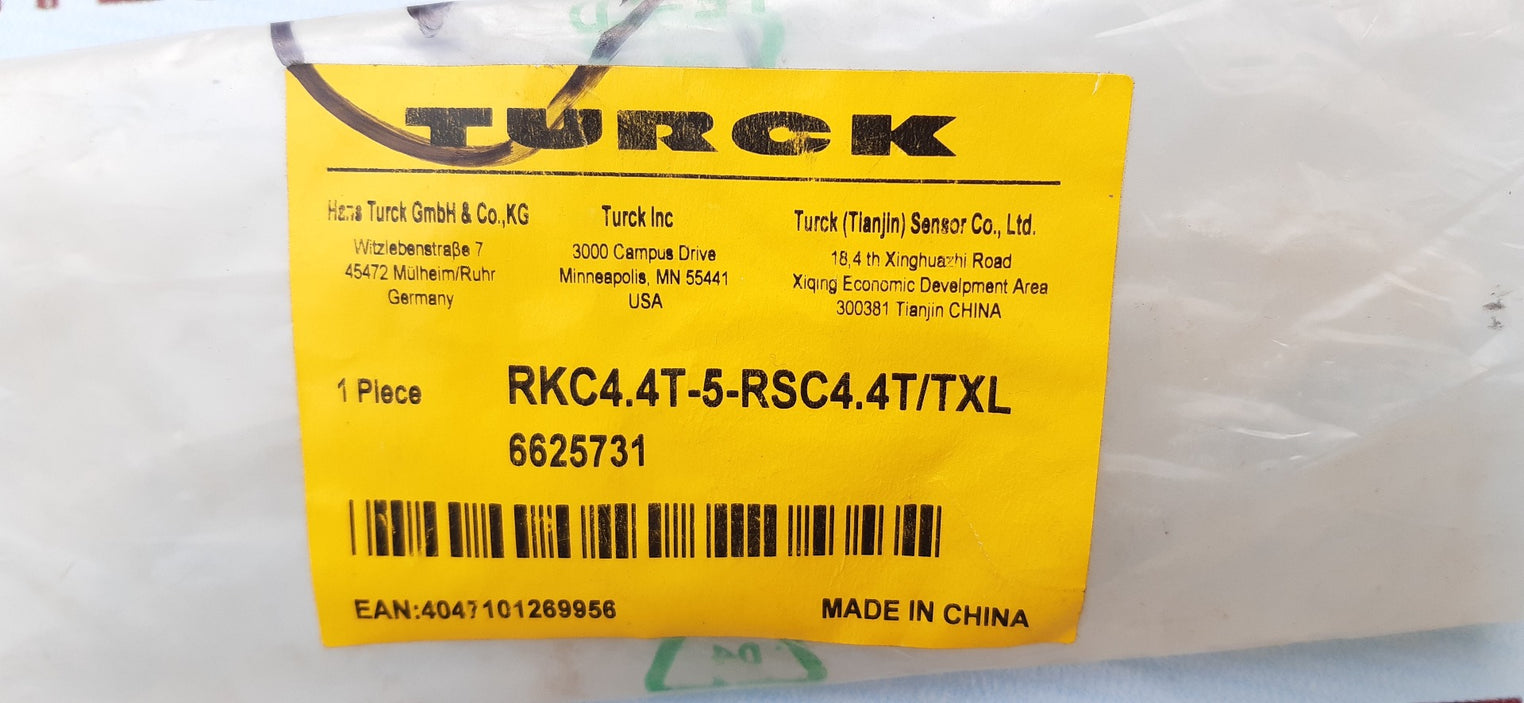 TURCK
Hans Turck GmbH & Co.,KG
Witzlebenstraße 7
45472 Mülheim/Ruhr
Germany
Turck Inc
3000 Campus Drive
Minneapolis, MN 55441
USA
Turck (Tianjin) Sensor Co., Ltd.
18,4 th Xinghuazhi Road
Xiqing Economic Develpment Area
300381 Tianjin CHINA
1 Piece
RKC4.4T-5-RSC4.4T/TXL
6625731
EAN:4047101269956
MADE IN CHINA